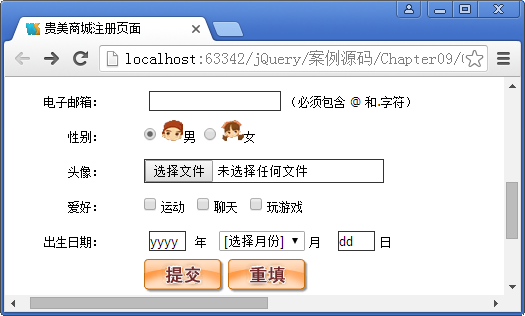 贵美商城注册页面
localhost:63342/jQuery/案例源码/Chapter09/
电子邮箱： （必须包含 @ 和.字符）
性别： 男 女
头像： 选择文件 未选择任何文件
爱好： 运动 聊天 玩游戏
出生日期： yyyy 年 [选择月份] 月 dd 日
提交 重填